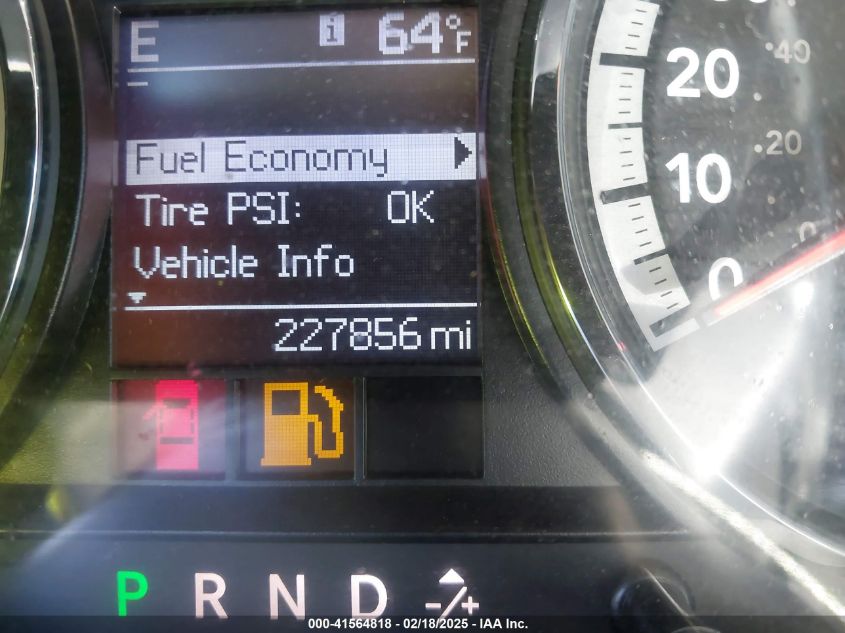 E i 64°F
Fuel Economy
Tire PSI: OK
Vehicle Info
227856 mi
20
40
10
20
0
0
P R N D -/+
000-41564818 - 02/18/2025 - IAA Inc.